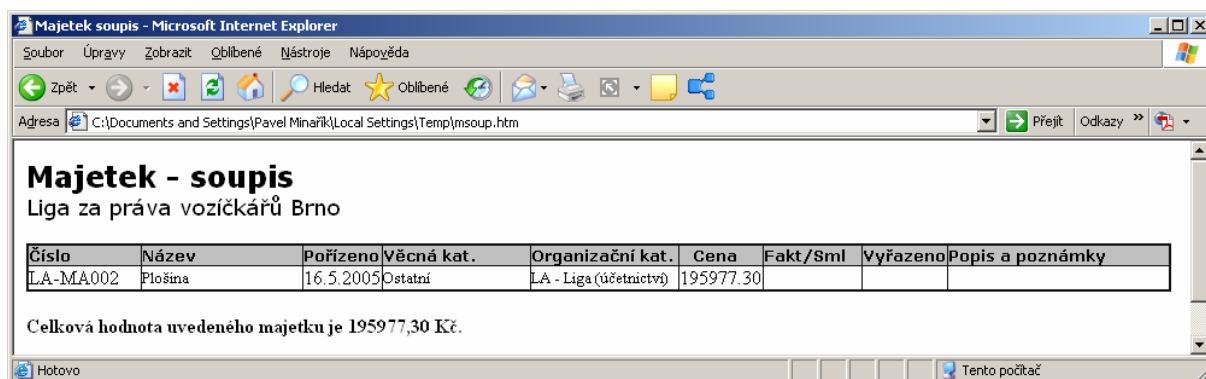 Majetek soupis - Microsoft Internet Explorer
Soubor Úpravy Zobrazit Oblíbené Nástroje Nápověda
Zpět Hledat Oblíbené
Adresa C:\Documents and Settings\Pavel Minařík\Local Settings\Temp\msoup.htm Přejít Odkazy »
Majetek - soupis
Liga za práva vozíčkářů Brno
Číslo Název Pořízeno Věcná kat. Organizační kat. Cena Fakt/Sml Vyřazeno Popis a poznámky
LA-MA002 Plošina 16.5.2005 Ostatní LA - Liga (účetnictví) 195977.30
Celková hodnota uvedeného majetku je 195977,30 Kč.
Hotovo Tento počítač